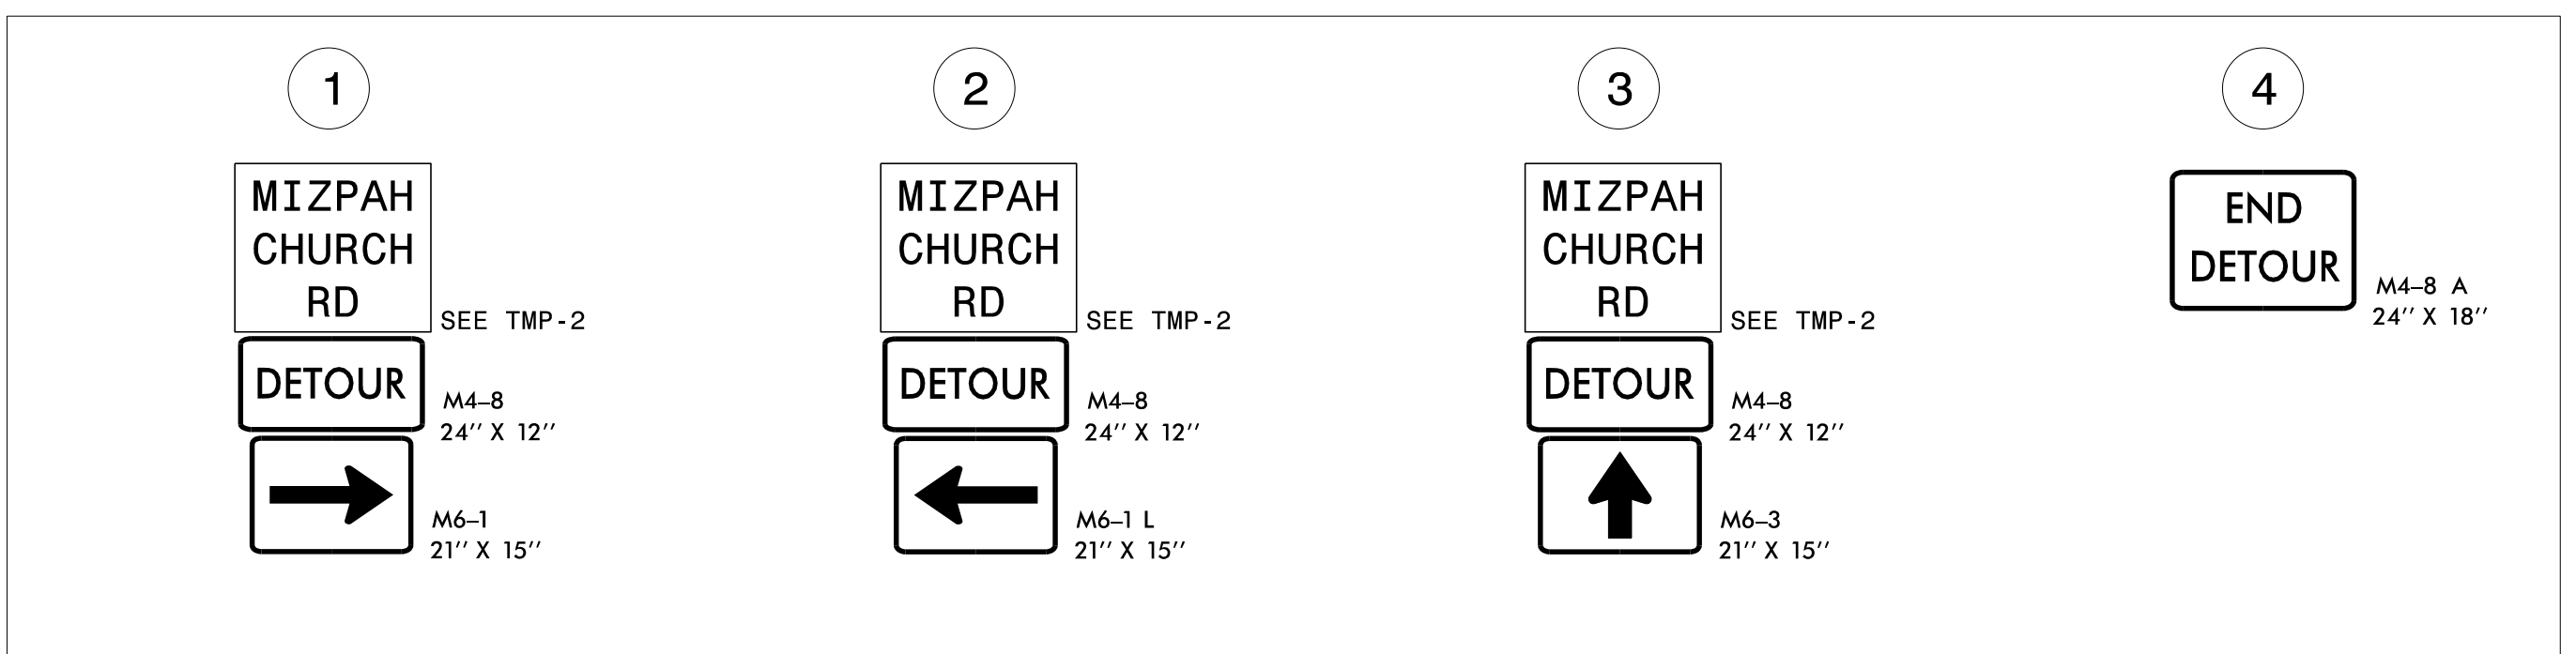 1
MIZPAH
CHURCH
RD
SEE TMP-2
DETOUR
M4–8
24'' X 12''
M6–1
21'' X 15''
2
MIZPAH
CHURCH
RD
SEE TMP-2
DETOUR
M4–8
24'' X 12''
M6–1 L
21'' X 15''
3
MIZPAH
CHURCH
RD
SEE TMP-2
DETOUR
M4–8
24'' X 12''
M6–3
21'' X 15''
4
END
DETOUR
M4–8 A
24'' X 18''